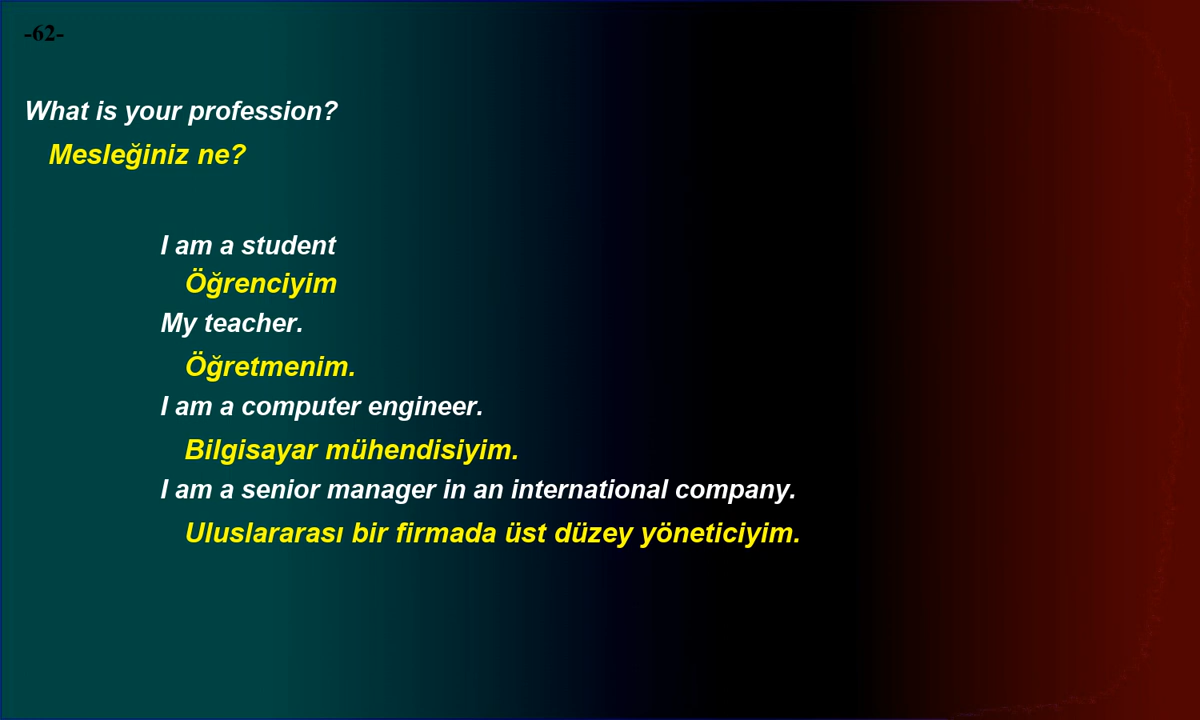 -62-
What is your profession?
Mesleğiniz ne?
I am a student
Öğrenciyim
My teacher.
Öğretmenim.
I am a computer engineer.
Bilgisayar mühendisiyim.
I am a senior manager in an international company.
Uluslararası bir firmada üst düzey yöneticiyim.